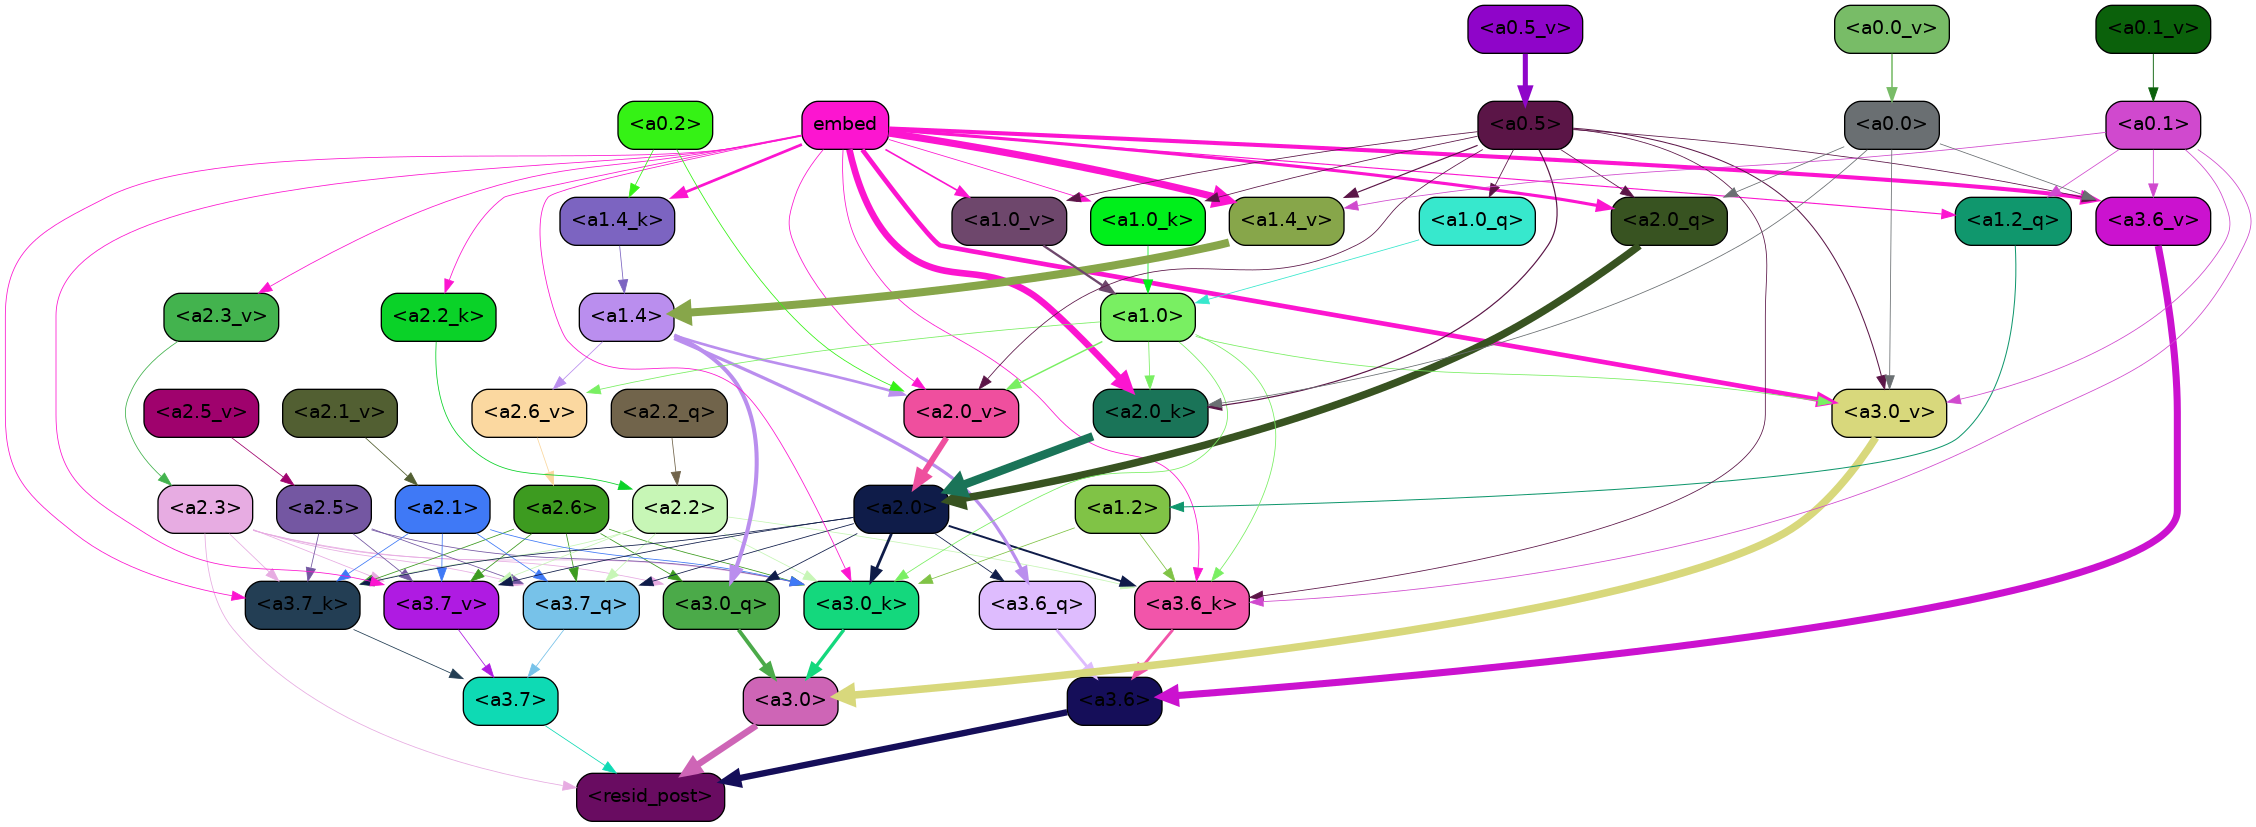 <a0.5_v>
<a0.0_v>
<a0.1_v>
<a0.2>
embed
<a0.5>
<a0.0>
<a0.1>
<a1.4_k>
<a1.0_v>
<a1.0_k>
<a1.4_v>
<a1.0_q>
<a2.0_q>
<a1.2_q>
<a3.6_v>
<a2.3_v>
<a2.2_k>
<a1.4>
<a1.0>
<a2.5_v>
<a2.1_v>
<a2.6_v>
<a2.2_q>
<a2.0_v>
<a2.0_k>
<a3.0_v>
<a2.3>
<a2.5>
<a2.1>
<a2.6>
<a2.2>
<a2.0>
<a1.2>
<a3.7_k>
<a3.7_v>
<a3.7_q>
<a3.0_q>
<a3.0_k>
<a3.6_q>
<a3.6_k>
<a3.7>
<a3.0>
<a3.6>
<resid_post>